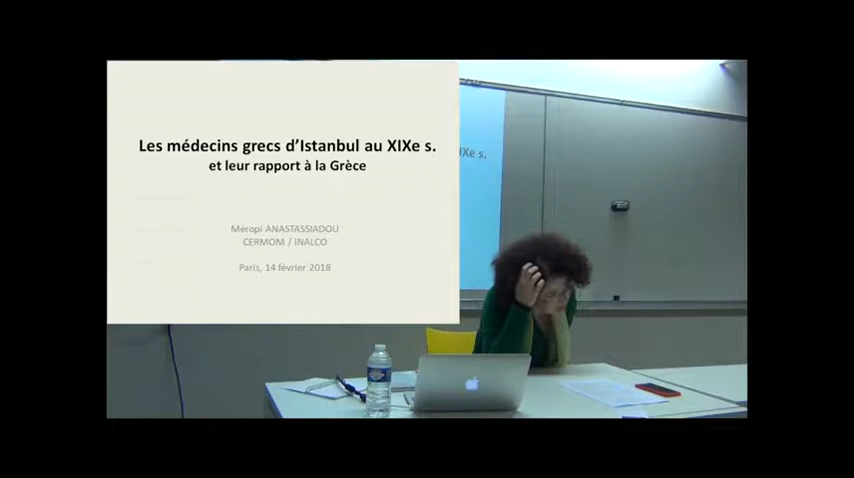 Les médecins grecs d'Istanbul au XIXe s.
et leur rapport à la Grèce
Méropi ANASTASSIADOU
CERMOM / INALCO
Paris, 14 février 2018
XIXe s.